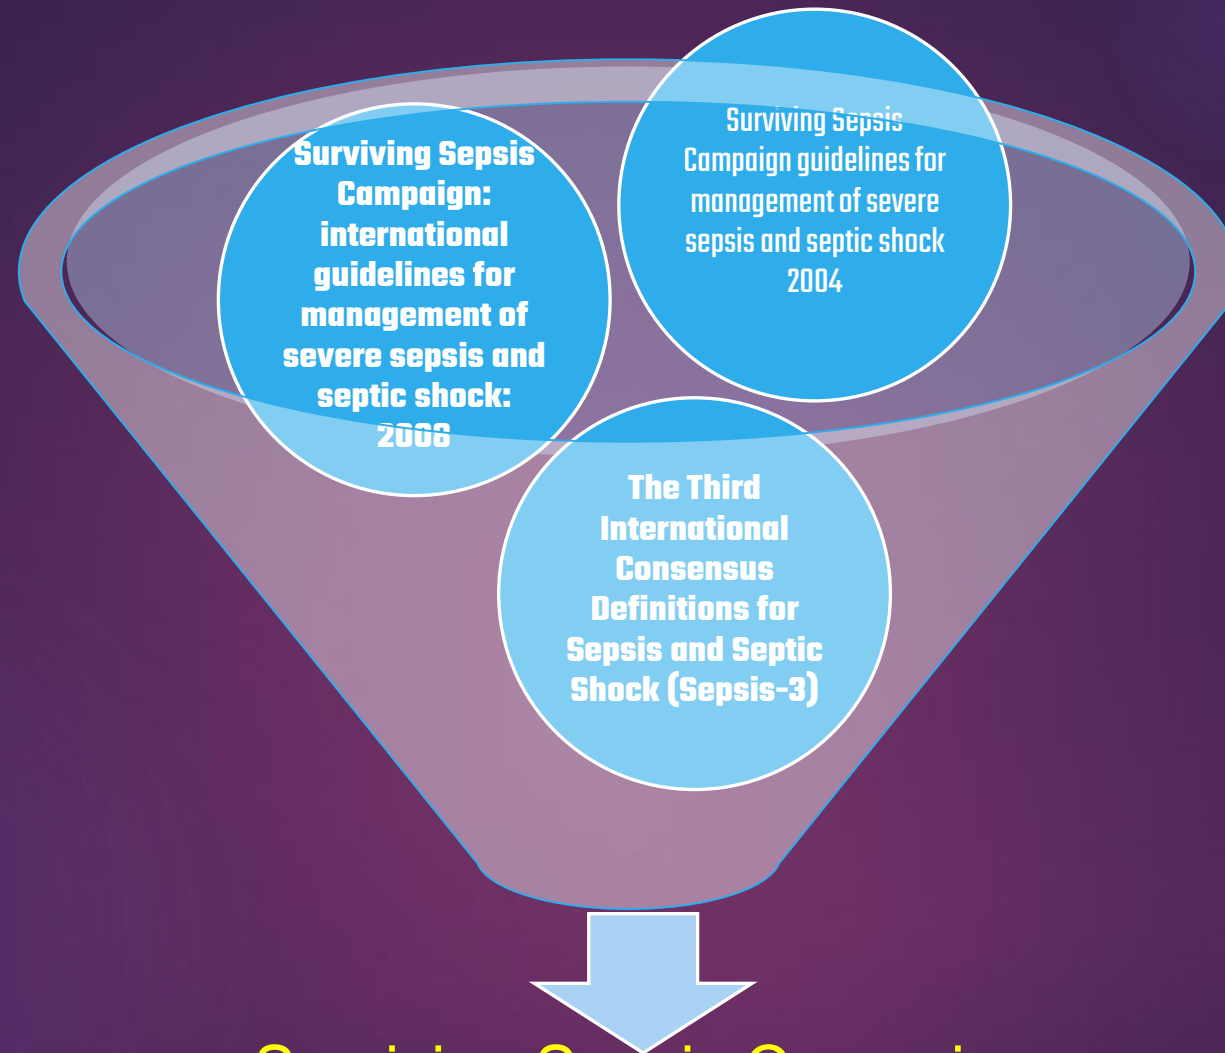 Surviving Sepsis
Campaign guidelines for
management of severe
sepsis and septic shock
2004
Surviving Sepsis
Campaign:
international
guidelines for
management of
severe sepsis and
septic shock:
2008
The Third
International
Consensus
Definitions for
Sepsis and Septic
Shock (Sepsis-3)